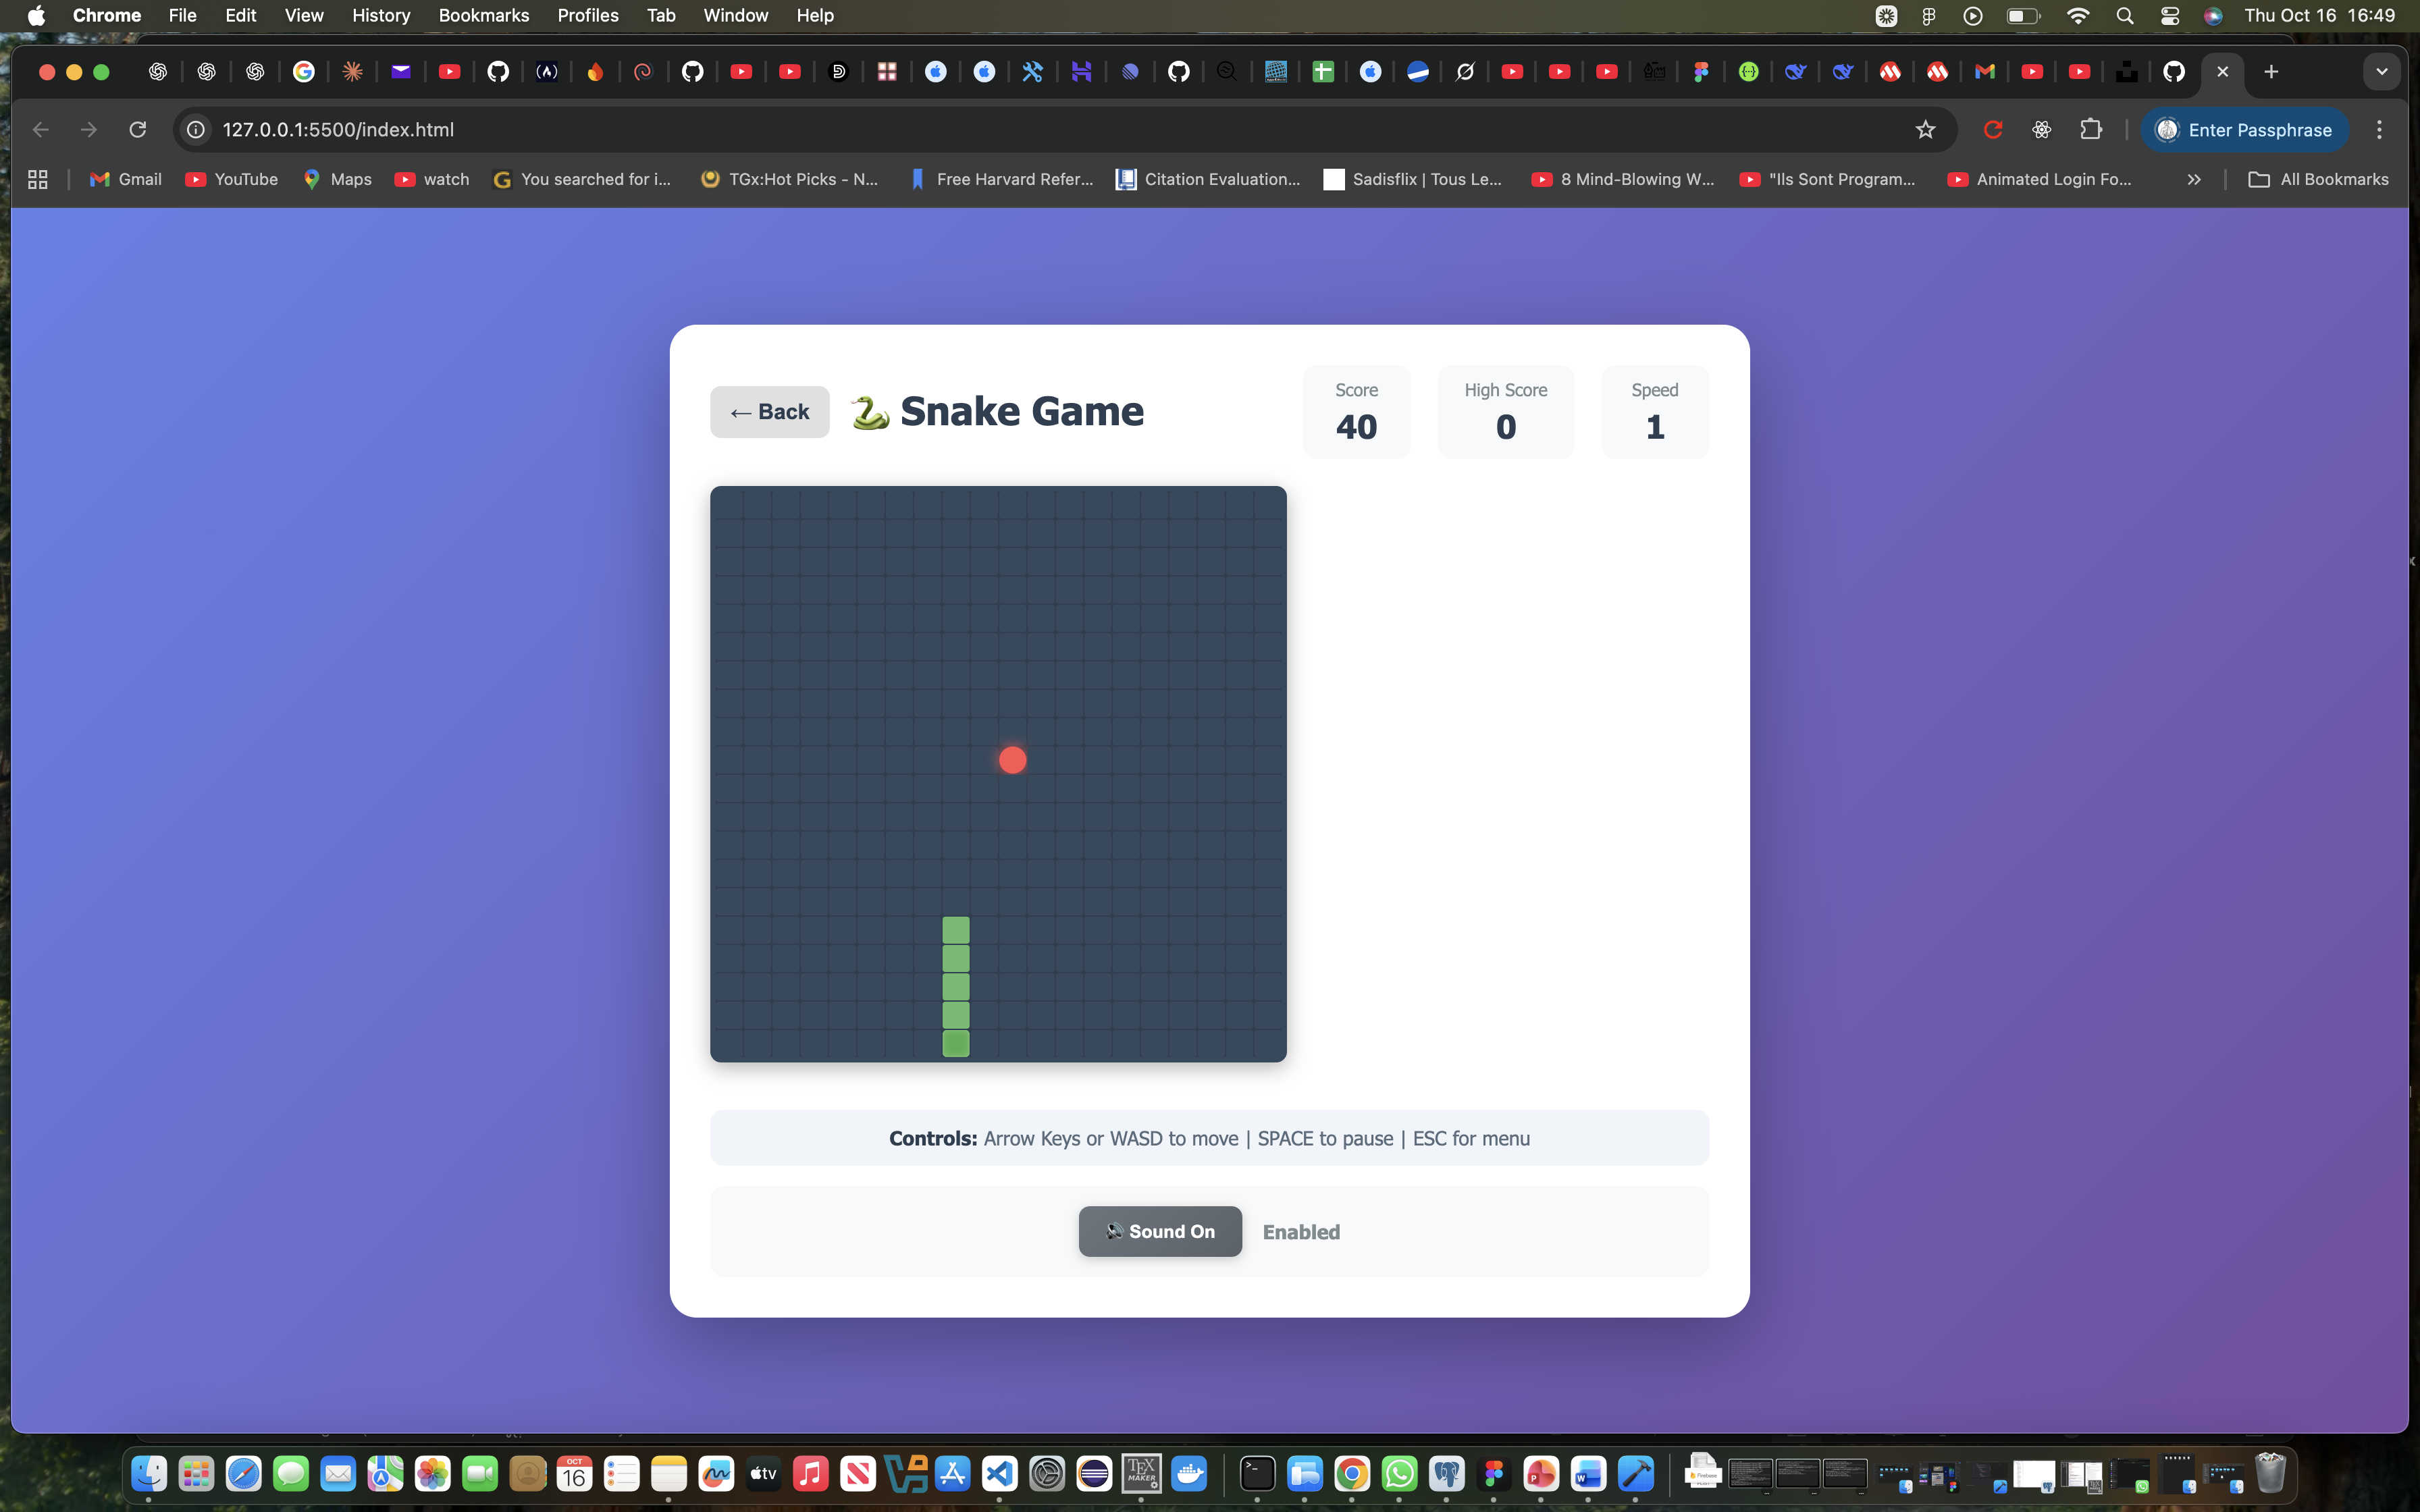 Chrome File Edit View History Bookmarks Profiles Tab Window Help Thu Oct 16 16:49
127.0.0.1:5500/index.html Enter Passphrase
Gmail YouTube Maps watch You searched for i... TGx:Hot Picks - N... Free Harvard Refer... Citation Evaluation... Sadisflix | Tous Le... 8 Mind-Blowing W... "Ils Sont Program... Animated Login Fo... All Bookmarks
← Back Snake Game
Score
40
High Score
0
Speed
1
Controls: Arrow Keys or WASD to move | SPACE to pause | ESC for menu
Sound On Enabled
OCT
16
tv
TEX
MAKER